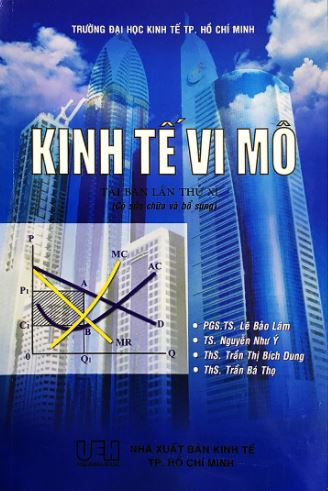 TRƯỜNG ĐẠI HỌC KINH TẾ TP. HỒ CHÍ MINH
KINH TẾ VI MÔ
TÁI BẢN LẦN THỨ XI
(Có sửa chữa và bổ sung)
P
MC
AC
P₁
A
C₁
B
D
MR
0
Q₁
Q
• PGS.TS. Lê Bảo Lâm
• TS. Nguyễn Như Ý
• ThS. Trần Thị Bích Dung
• ThS. Trần Bá Thọ
UEH
NHÀ XUẤT BẢN KINH TẾ
TP. HỒ CHÍ MINH